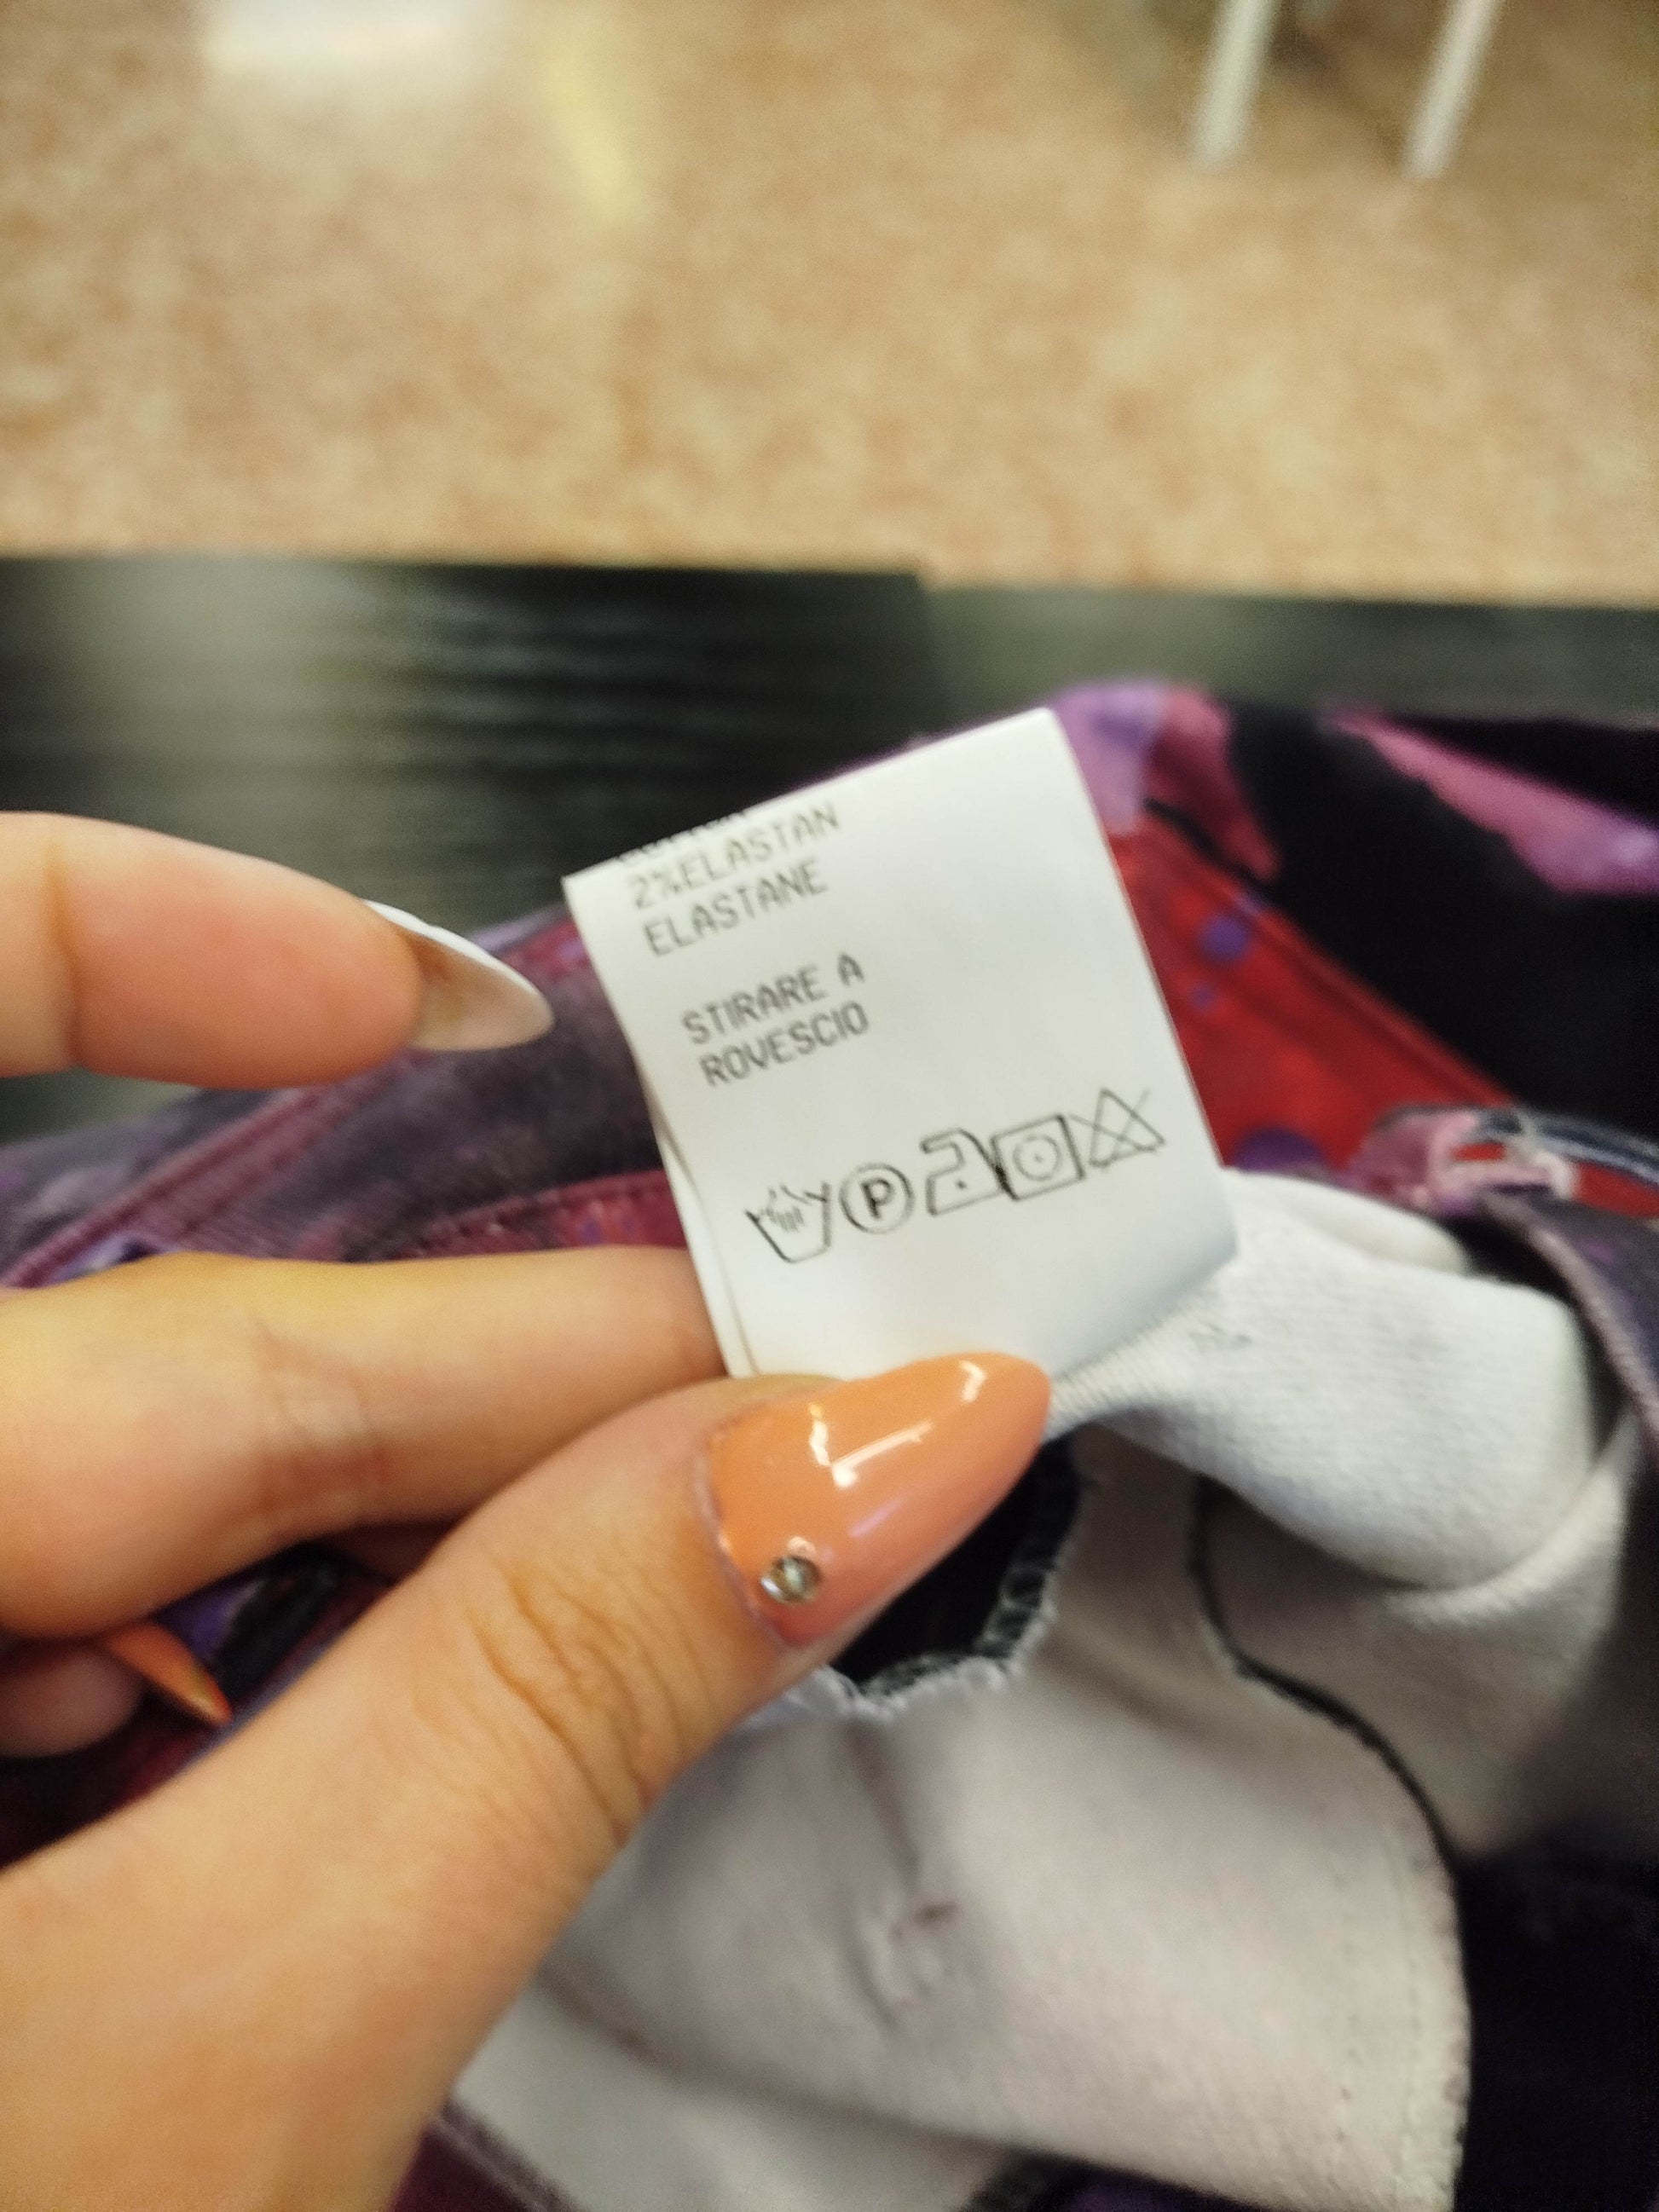 2%ELASTAN
ELASTANE
STIRARE A
ROVESCIO
P